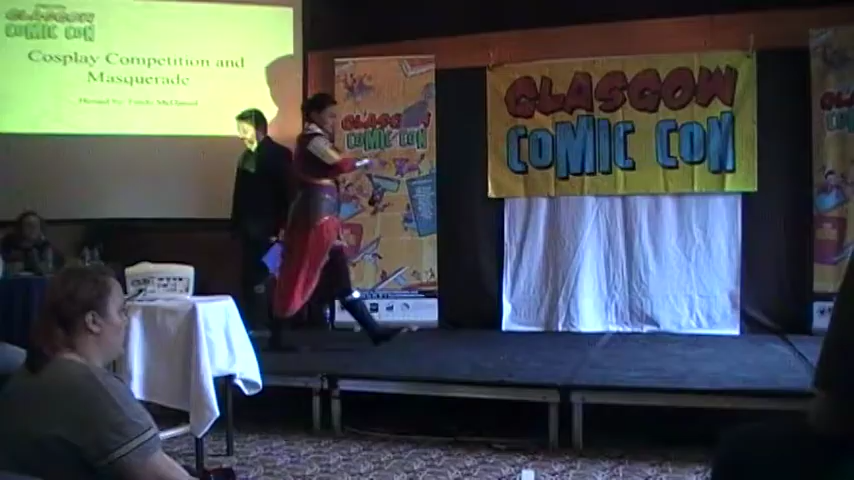 GLASGOW
COMIC CON
Cosplay Competition and
Masquerade
GLASGOW
COMIC CON
GLASGOW
COMIC CON